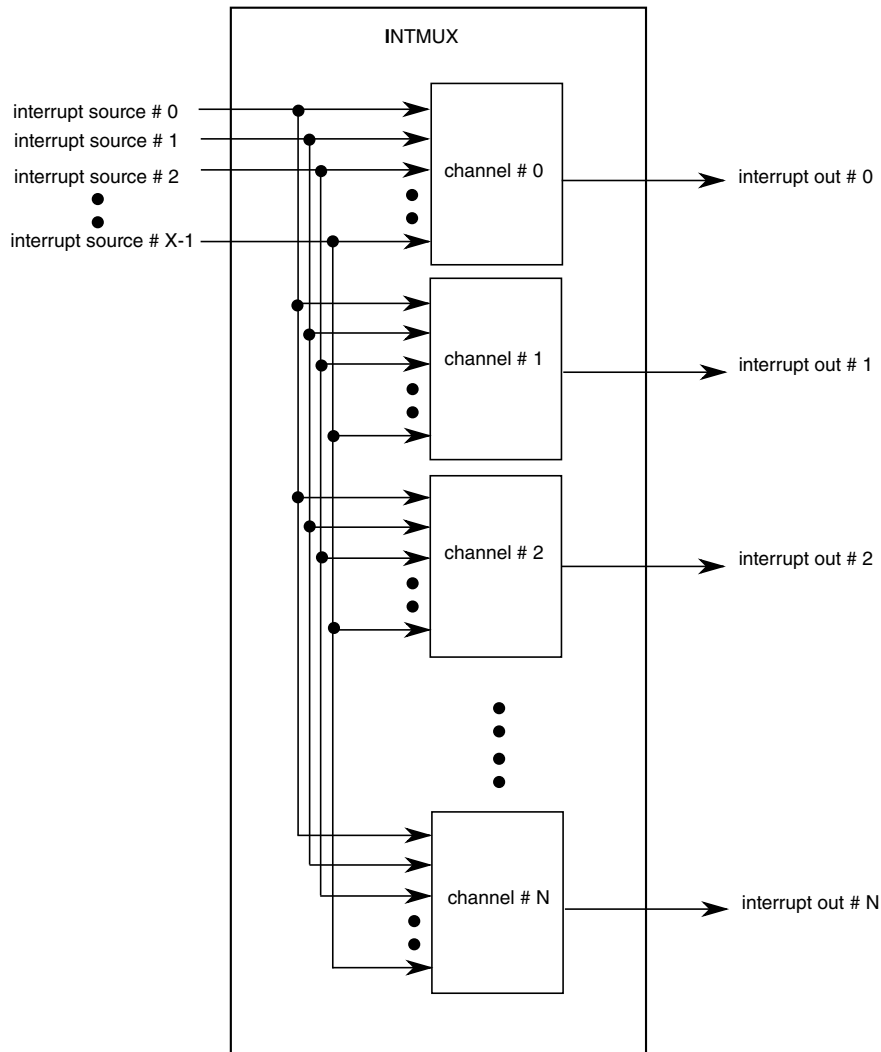 INTMUX
interrupt source # 0
interrupt source # 1
interrupt source # 2
interrupt source # X-1
channel # 0
interrupt out # 0
channel # 1
interrupt out # 1
channel # 2
interrupt out # 2
channel # N
interrupt out # N